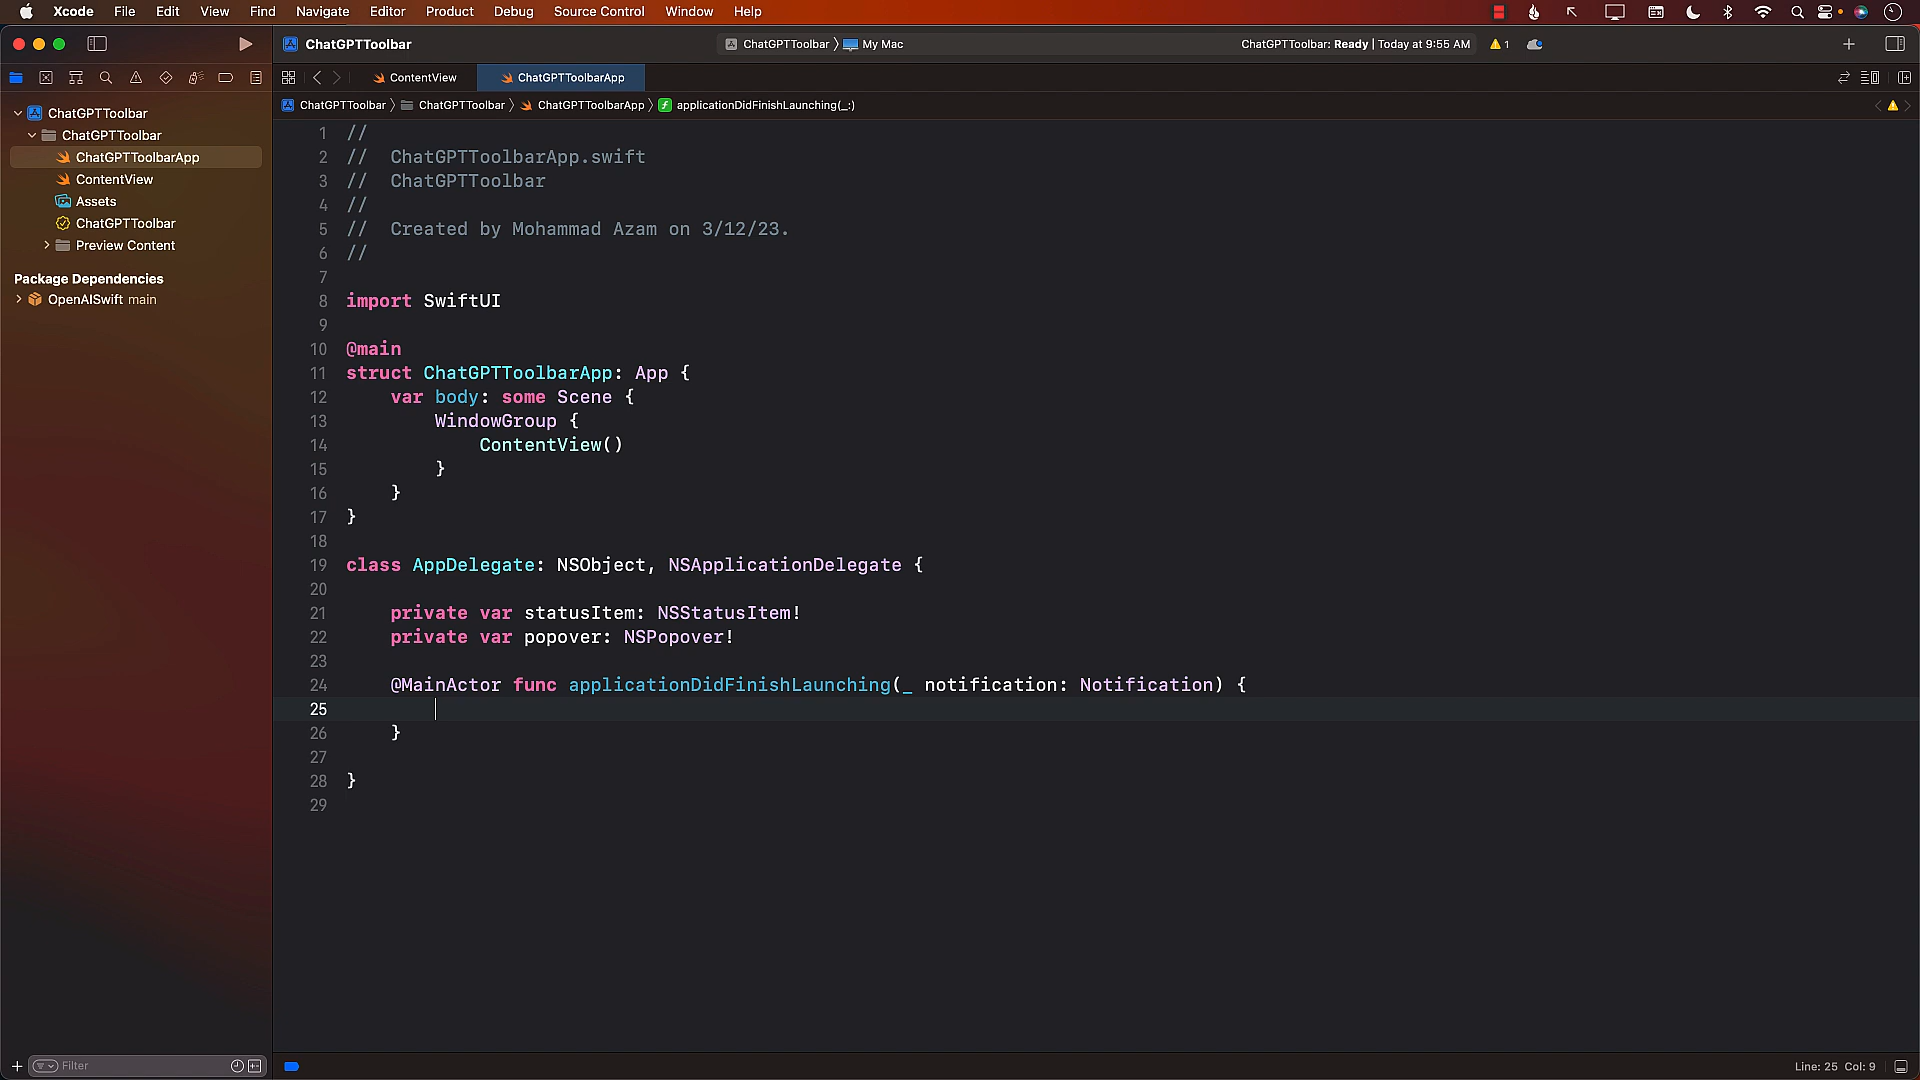 Xcode File Edit View Find Navigate Editor Product Debug Source Control Window Help
ChatGPTToolbar
ChatGPTToolbar My Mac
ChatGPTToolbar: Ready | Today at 9:55 AM
1
ContentView
ChatGPTToolbarApp
ChatGPTToolbar ChatGPTToolbar ChatGPTToolbarApp applicationDidFinishLaunching(_:)
ChatGPTToolbar
ChatGPTToolbar
ChatGPTToolbarApp
ContentView
Assets
ChatGPTToolbar
Preview Content
Package Dependencies
OpenAISwift main
1 //
2 //  ChatGPTToolbarApp.swift
3 //  ChatGPTToolbar
4 //
5 //  Created by Mohammad Azam on 3/12/23.
6 //
7
8 import SwiftUI
9
10 @main
11 struct ChatGPTToolbarApp: App {
12     var body: some Scene {
13         WindowGroup {
14             ContentView()
15         }
16     }
17 }
18
19 class AppDelegate: NSObject, NSApplicationDelegate {
20
21     private var statusItem: NSStatusItem!
22     private var popover: NSPopover!
23
24     @MainActor func applicationDidFinishLaunching(_ notification: Notification) {
25
26     }
27
28 }
29
Filter
Line: 25 Col: 9